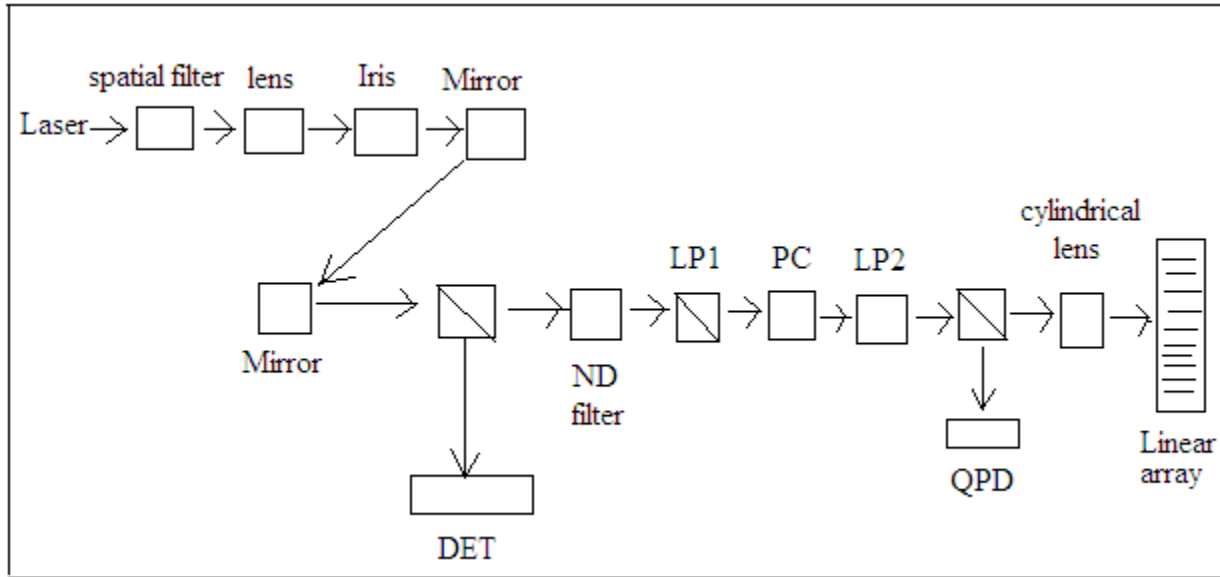 spatial filter
lens
Iris
Mirror
Laser
cylindrical
lens
LP1
PC
LP2
Mirror
ND
filter
DET
QPD
Linear
array